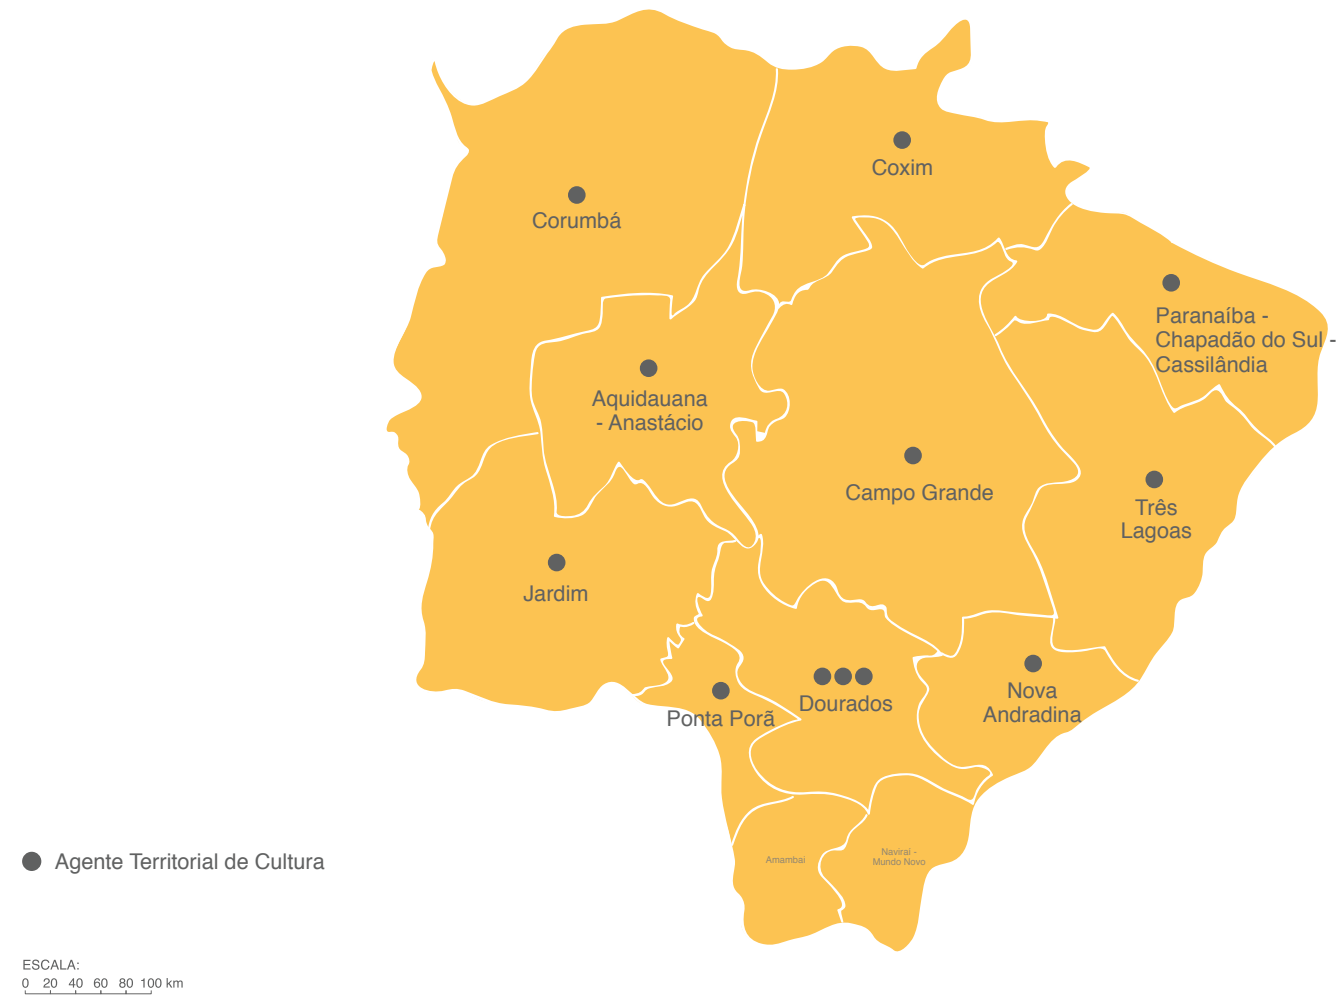 Coxim
Corumbá
Paranaíba -
Chapadão do Sul -
Cassilândia
Aquidauana
- Anastácio
Campo Grande
Três
Lagoas
Jardim
Nova
Andradina
Dourados
Ponta Porã
Amambai
Naviraí -
Mundo Novo
Agente Territorial de Cultura
ESCALA:
0 20 40 60 80 100 km